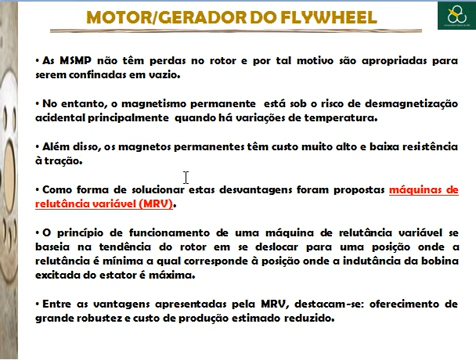 MOTOR/GERADOR DO FLYWHEEL
• As MSMP não têm perdas no rotor e por tal motivo são apropriadas para
serem confinadas em vazio.
• No entanto, o magnetismo permanente está sob o risco de desmagnetização
acidental principalmente quando há variações de temperatura.
• Além disso, os magnetos permanentes têm custo muito alto e baixa resistência
à tração.
• Como forma de solucionar estas desvantagens foram propostas máquinas de
relutância variável (MRV).
• O princípio de funcionamento de uma máquina de relutância variável se
baseia na tendência do rotor em se deslocar para uma posição onde a
relutância é mínima a qual corresponde à posição onde a indutância da bobina
excitada do estator é máxima.
• Entre as vantagens apresentadas pela MRV, destacam-se: oferecimento de
grande robustez e custo de produção estimado reduzido.